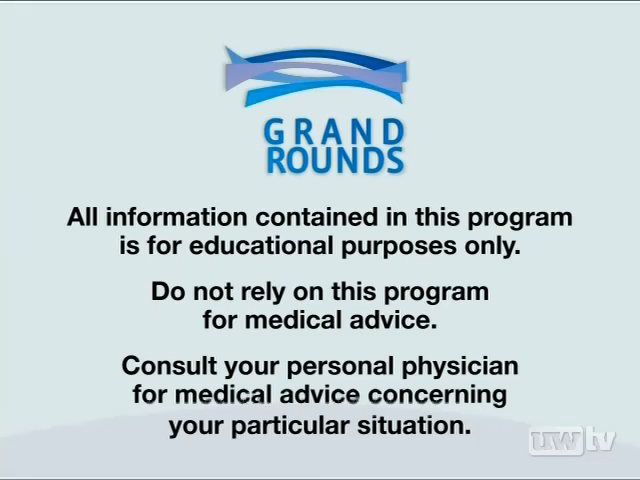 GRAND
ROUNDS
All information contained in this program
is for educational purposes only.
Do not rely on this program
for medical advice.
Consult your personal physician
for medical advice concerning
your particular situation.
uwtv